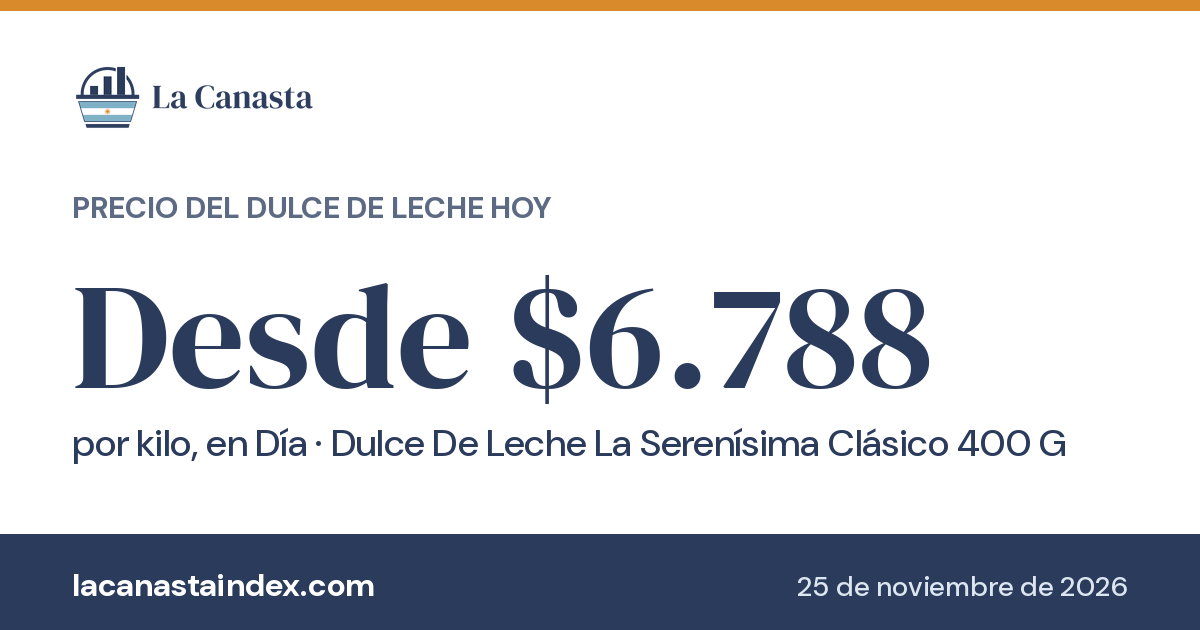 La Canasta
PRECIO DEL DULCE DE LECHE HOY
Desde $6.788
por kilo, en Día · Dulce De Leche La Serenísima Clásico 400 G
lacanastaindex.com
25 de noviembre de 2026